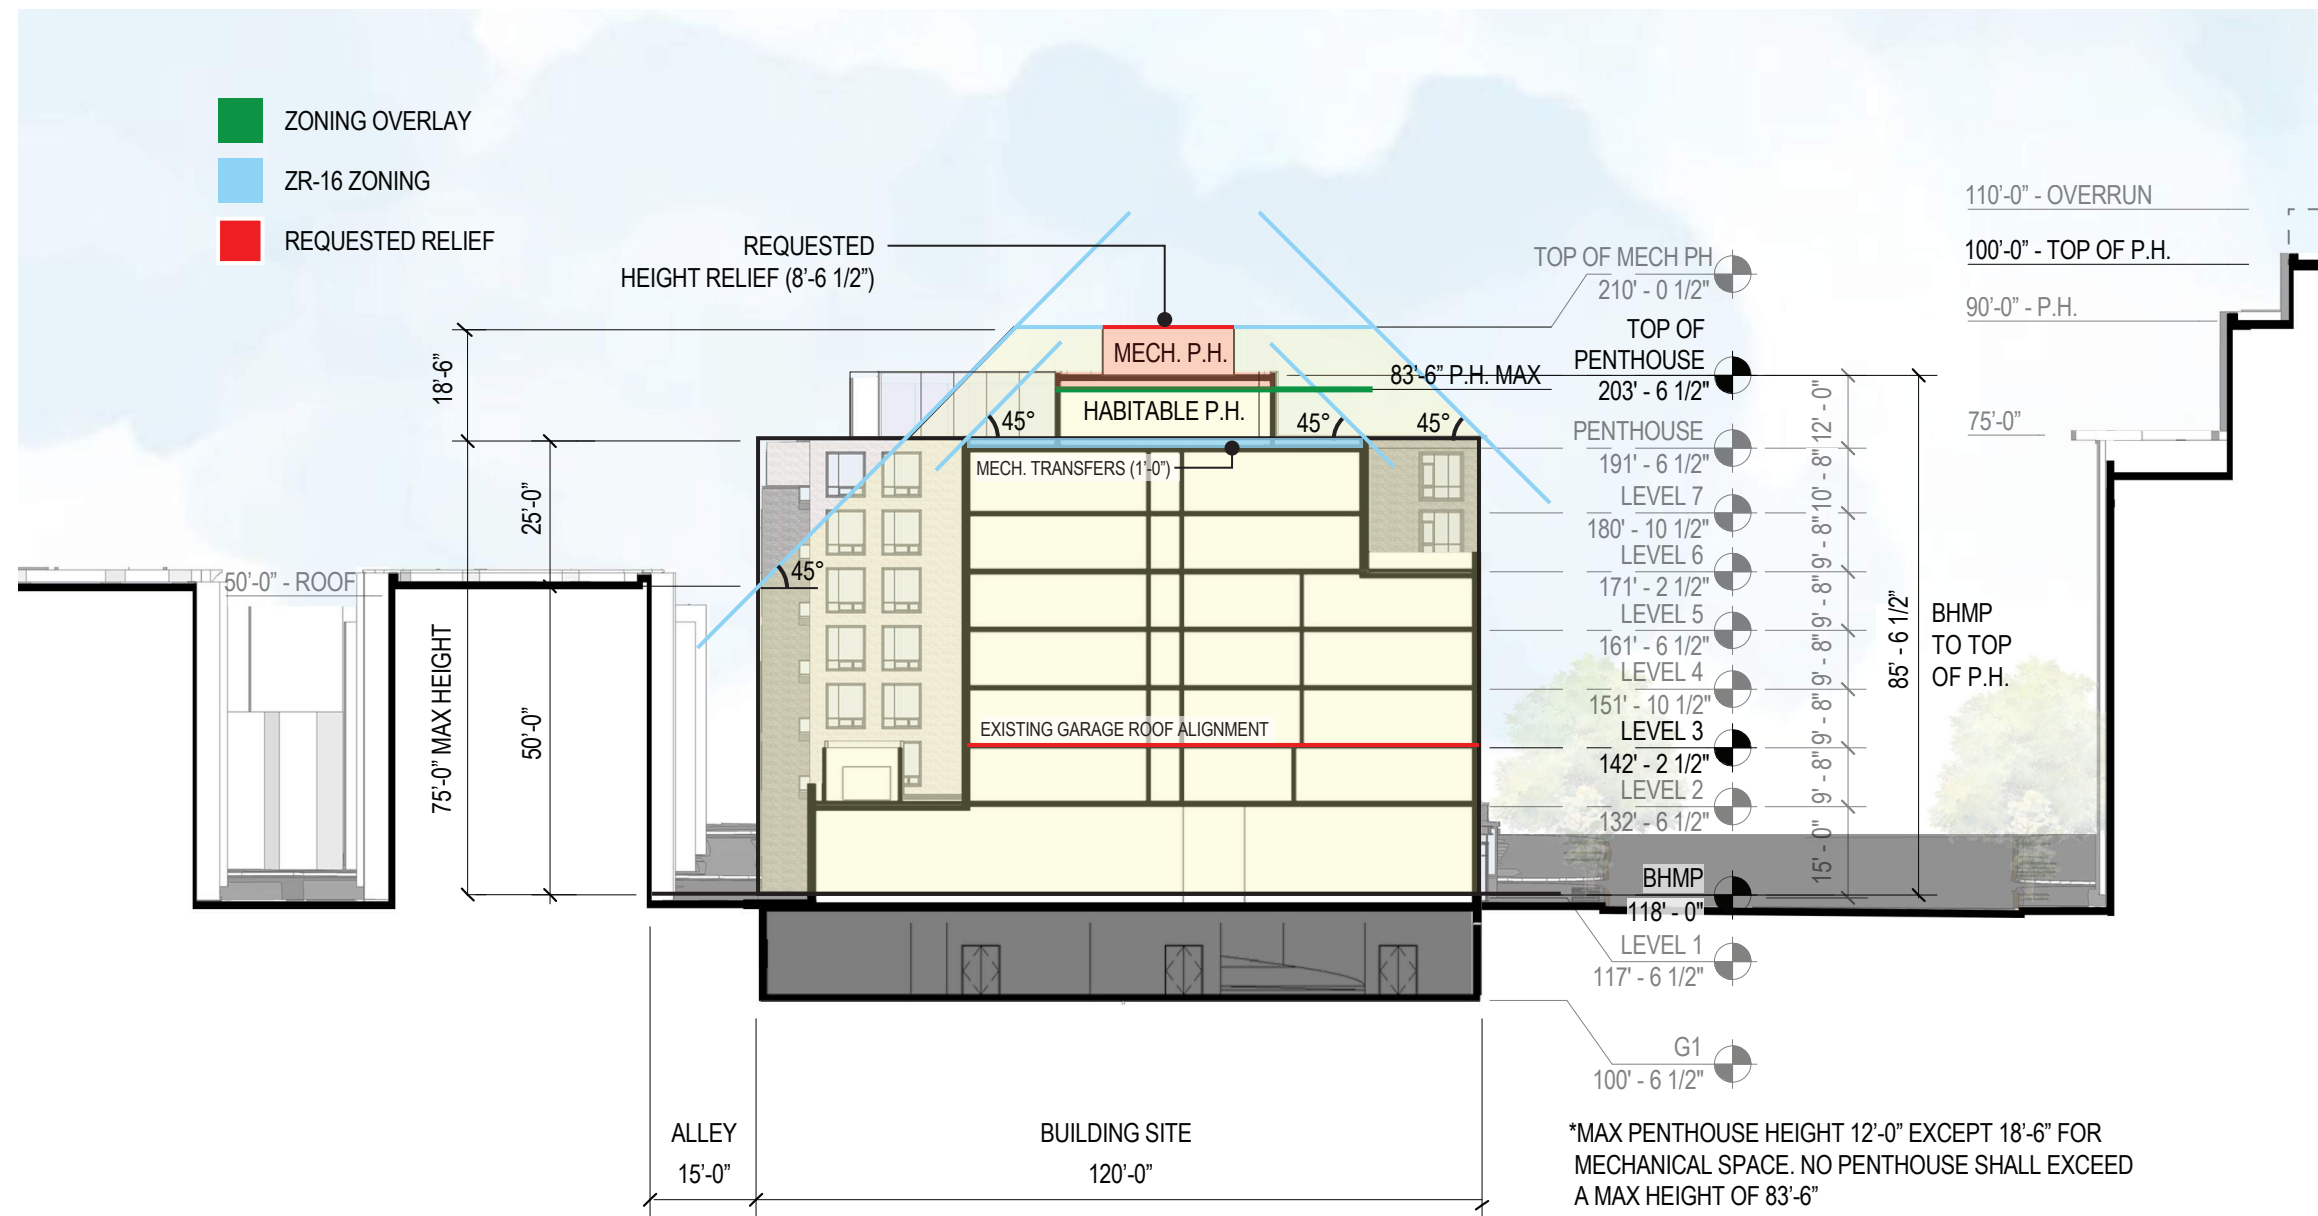 ZONING OVERLAY
ZR-16 ZONING
REQUESTED RELIEF
REQUESTED
HEIGHT RELIEF (8’-6 1/2”)
18’-6”
25’-0”
75’-0” MAX HEIGHT
50’-0”
50’-0” - ROOF
MECH. P.H.
83’-6” P.H. MAX
HABITABLE P.H.
45°
45°
45°
45°
MECH. TRANSFERS (1’-0”)
EXISTING GARAGE ROOF ALIGNMENT
TOP OF MECH PH
210' - 0 1/2"
TOP OF
PENTHOUSE
203' - 6 1/2"
PENTHOUSE
191' - 6 1/2"
LEVEL 7
180' - 10 1/2"
LEVEL 6
171' - 2 1/2"
LEVEL 5
161' - 6 1/2"
LEVEL 4
151' - 10 1/2"
LEVEL 3
142' - 2 1/2"
LEVEL 2
132' - 6 1/2"
BHMP
118' - 0"
LEVEL 1
117' - 6 1/2"
G1
100' - 6 1/2"
12' - 0"
10' - 8"
9' - 8"
9' - 8"
9' - 8"
9' - 8"
9' - 8"
15' - 0"
85' - 6 1/2”
BHMP
TO TOP
OF P.H.
110’-0” - OVERRUN
100’-0” - TOP OF P.H.
90’-0” - P.H.
75’-0”
ALLEY
15’-0”
BUILDING SITE
120’-0”
*MAX PENTHOUSE HEIGHT 12’-0” EXCEPT 18’-6” FOR
MECHANICAL SPACE. NO PENTHOUSE SHALL EXCEED
A MAX HEIGHT OF 83’-6”